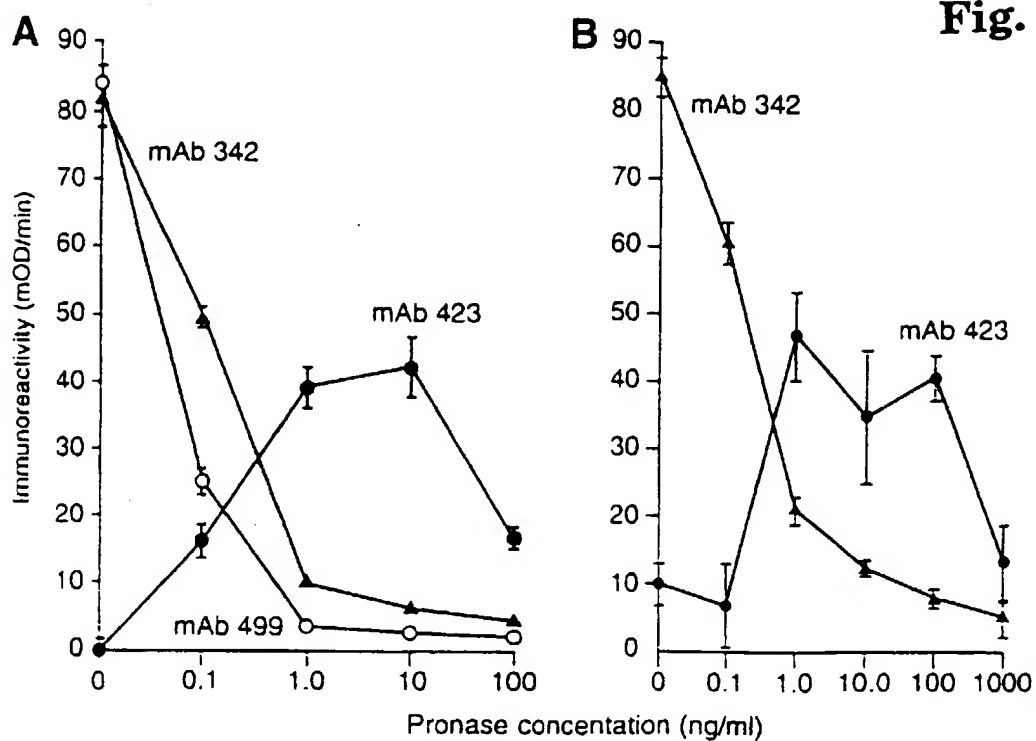 Fig.
A
B
Immunoreactivity (mOD/min)
90
80
70
60
50
40
30
20
10
0
mAb 342
mAb 423
mAb 499
0 0.1 1.0 10 100
90
80
70
60
50
40
30
20
10
0
mAb 342
mAb 423
0 0.1 1.0 10.0 100 1000
Pronase concentration (ng/ml)